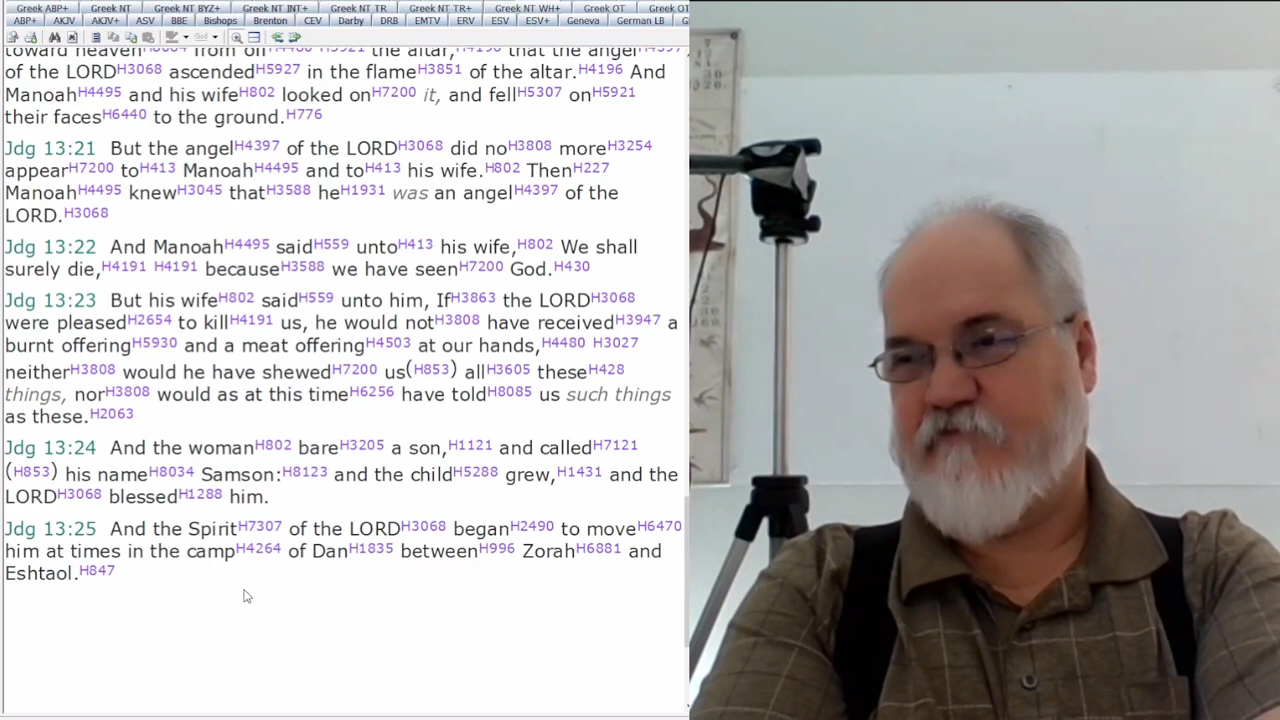 Greek ABP+ Greek NT Greek NT BYZ+ Greek NT INT+ Greek NT TR Greek NT TR+ Greek NT WH+ Greek OT Greek OT
ABP+ AKJV AKJV+ ASV BBE Bishops Brenton CEV Darby DRB EMTV ERV ESV ESV+ Geneva German LB G
of the LORDH3068 ascendedH5927 in the flameH3851 of the altar.H4196 And
ManoahH4495 and his wifeH802 looked onH7200 it, and fellH5307 onH5921
their facesH6440 to the ground.H776
Jdg 13:21 But the angelH4397 of the LORDH3068 did noH3808 moreH3254
appearH7200 toH413 ManoahH4495 and toH413 his wife.H802 ThenH227
ManoahH4495 knewH3045 thatH3588 heH1931 was an angelH4397 of the
LORD.H3068
Jdg 13:22 And ManoahH4495 saidH559 untoH413 his wife,H802 We shall
surely die,H4191 H4191 becauseH3588 we have seenH7200 God.H430
Jdg 13:23 But his wifeH802 saidH559 unto him, IfH3863 the LORDH3068
were pleasedH2654 to killH4191 us, he would notH3808 have receivedH3947 a
burnt offeringH5930 and a meat offeringH4503 at our hands,H4480 H3027
neitherH3808 would he have shewedH7200 us(H853) allH3605 theseH428
things, norH3808 would as at this timeH6256 have toldH8085 us such things
as these.H2063
Jdg 13:24 And the womanH802 bareH3205 a son,H1121 and calledH7121
(H853) his nameH8034 Samson:H8123 and the childH5288 grew,H1431 and the
LORDH3068 blessedH1288 him.
Jdg 13:25 And the SpiritH7307 of the LORDH3068 beganH2490 to moveH6470
him at times in the campH4264 of DanH1835 betweenH996 ZorahH6881 and
Eshtaol.H847